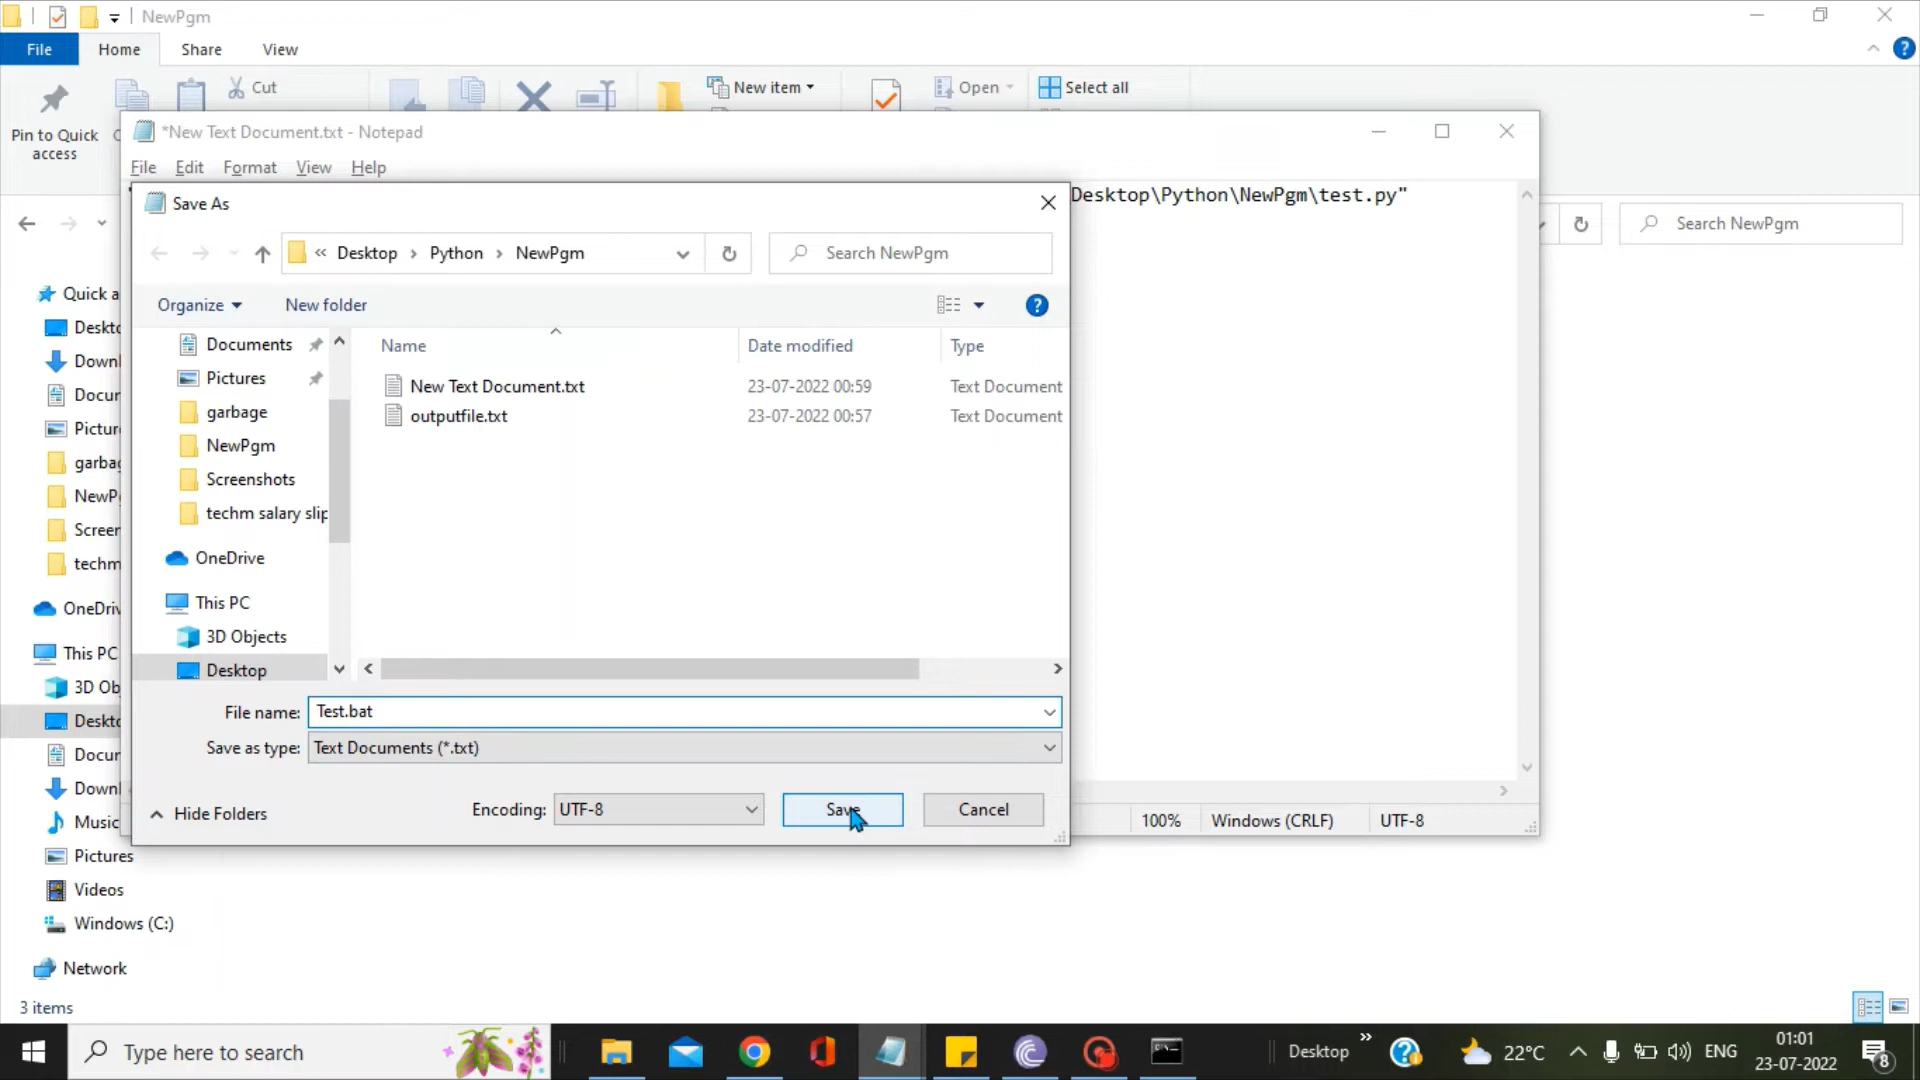 NewPgm
File Home Share View
Pin to Quick access
Cut
New item
Open
Select all
*New Text Document.txt - Notepad
File Edit Format View Help
Desktop\Python\NewPgm\test.py"
Save As
« Desktop › Python › NewPgm
Search NewPgm
Search NewPgm
Organize
New folder
Name
Date modified
Type
New Text Document.txt 23-07-2022 00:59 Text Document
outputfile.txt 23-07-2022 00:57 Text Document
Documents
Pictures
garbage
NewPgm
Screenshots
techm salary slip
OneDrive
This PC
3D Objects
Desktop
File name: Test.bat
Save as type: Text Documents (*.txt)
Hide Folders
Encoding: UTF-8
Save
Cancel
100%
Windows (CRLF)
UTF-8
Quick a
Deskto
Downl
Docur
Pictur
garbag
NewPg
Screer
techm
OneDriv
This PC
3D Ob
Deskto
Docur
Downl
Music
Pictures
Videos
Windows (C:)
Network
3 items
Type here to search
Desktop
22°C
ENG
01:01
23-07-2022
8